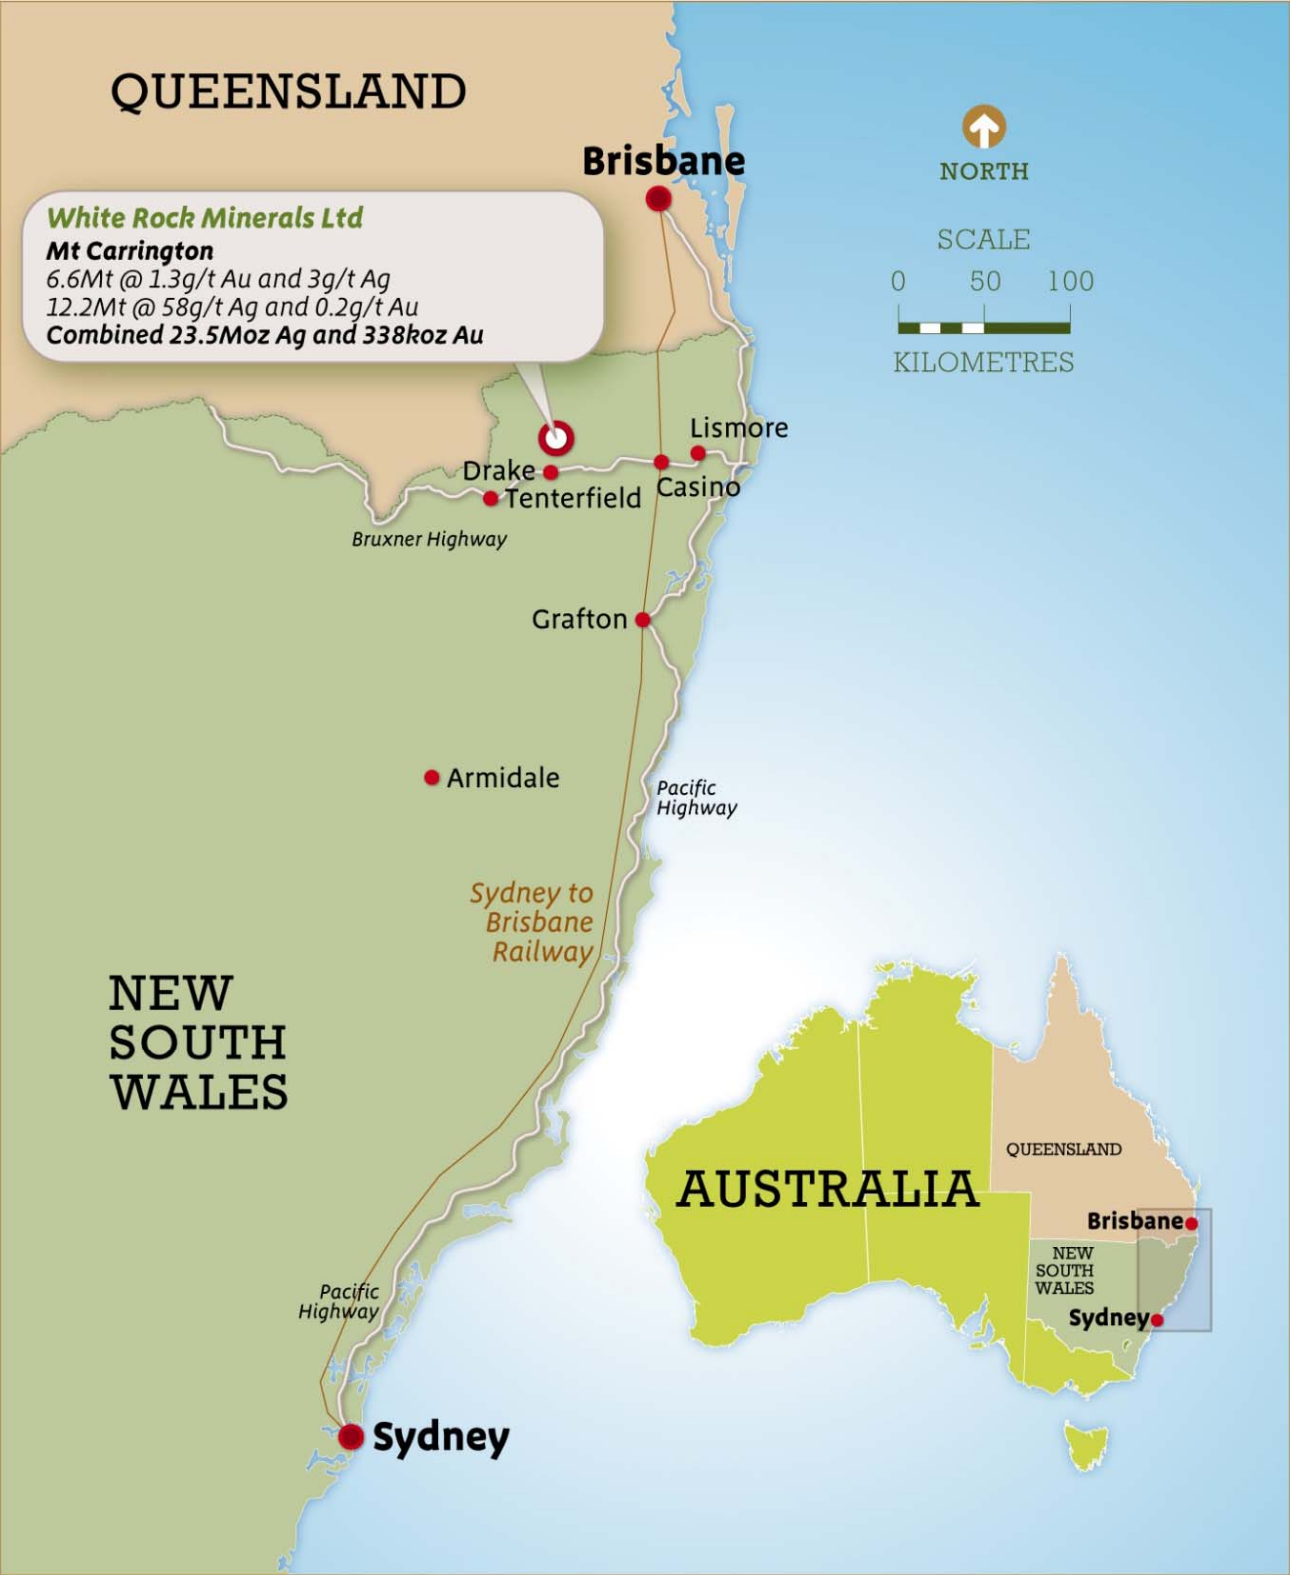 QUEENSLAND
Brisbane
NORTH
SCALE
0 50 100
KILOMETRES
White Rock Minerals Ltd
Mt Carrington
6.6Mt @ 1.3g/t Au and 3g/t Ag
12.2Mt @ 58g/t Ag and 0.2g/t Au
Combined 23.5Moz Ag and 338koz Au
Lismore
Drake
Casino
Tenterfield
Bruxner Highway
Grafton
Armidale
Pacific
Highway
Sydney to
Brisbane
Railway
NEW
SOUTH
WALES
Pacific
Highway
Sydney
AUSTRALIA
QUEENSLAND
Brisbane
NEW
SOUTH
WALES
Sydney